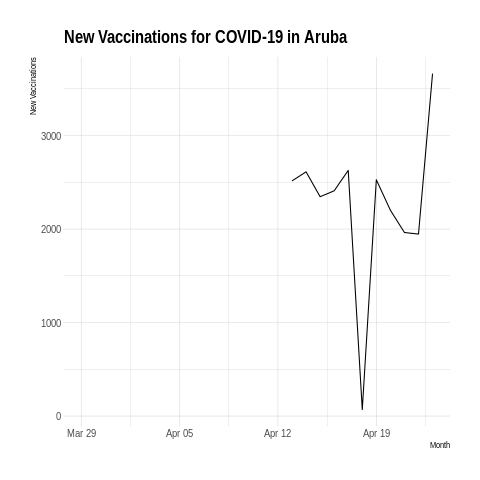 New Vaccinations for COVID-19 in Aruba
New Vaccinations
3000
2000
1000
0
Mar 29 Apr 05 Apr 12 Apr 19
Month